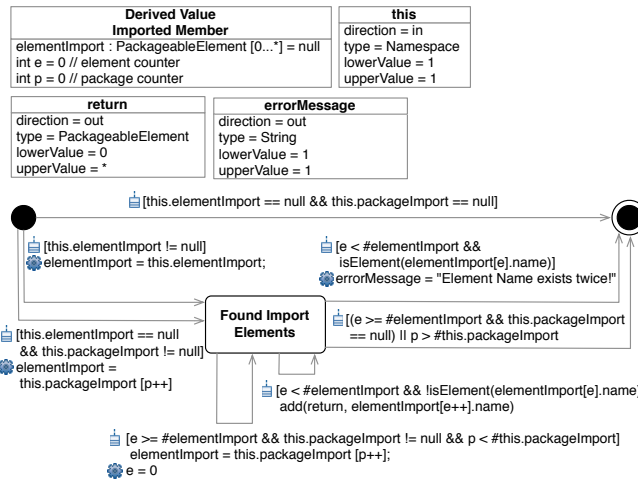 Derived Value
Imported Member
elementImport : PackageableElement [0...*] = null
int e = 0 // element counter
int p = 0 // package counter
this
direction = in
type = Namespace
lowerValue = 1
upperValue = 1
return
direction = out
type = PackageableElement
lowerValue = 0
upperValue = *
errorMessage
direction = out
type = String
lowerValue = 1
upperValue = 1
[this.elementImport == null && this.packageImport == null]
[this.elementImport != null]
elementImport = this.elementImport;
[e < #elementImport &&
isElement(elementImport[e].name)]
errorMessage = "Element Name exists twice!"
Found Import
Elements
[(e >= #elementImport && this.packageImport
== null) || p > #this.packageImport
[this.elementImport == null
&& this.packageImport != null]
elementImport =
this.packageImport [p++]
[e < #elementImport && !isElement(elementImport[e].name)
add(return, elementImport[e++].name)
[e >= #elementImport && this.packageImport != null && p < #this.packageImport]
elementImport = this.packageImport [p++];
e = 0